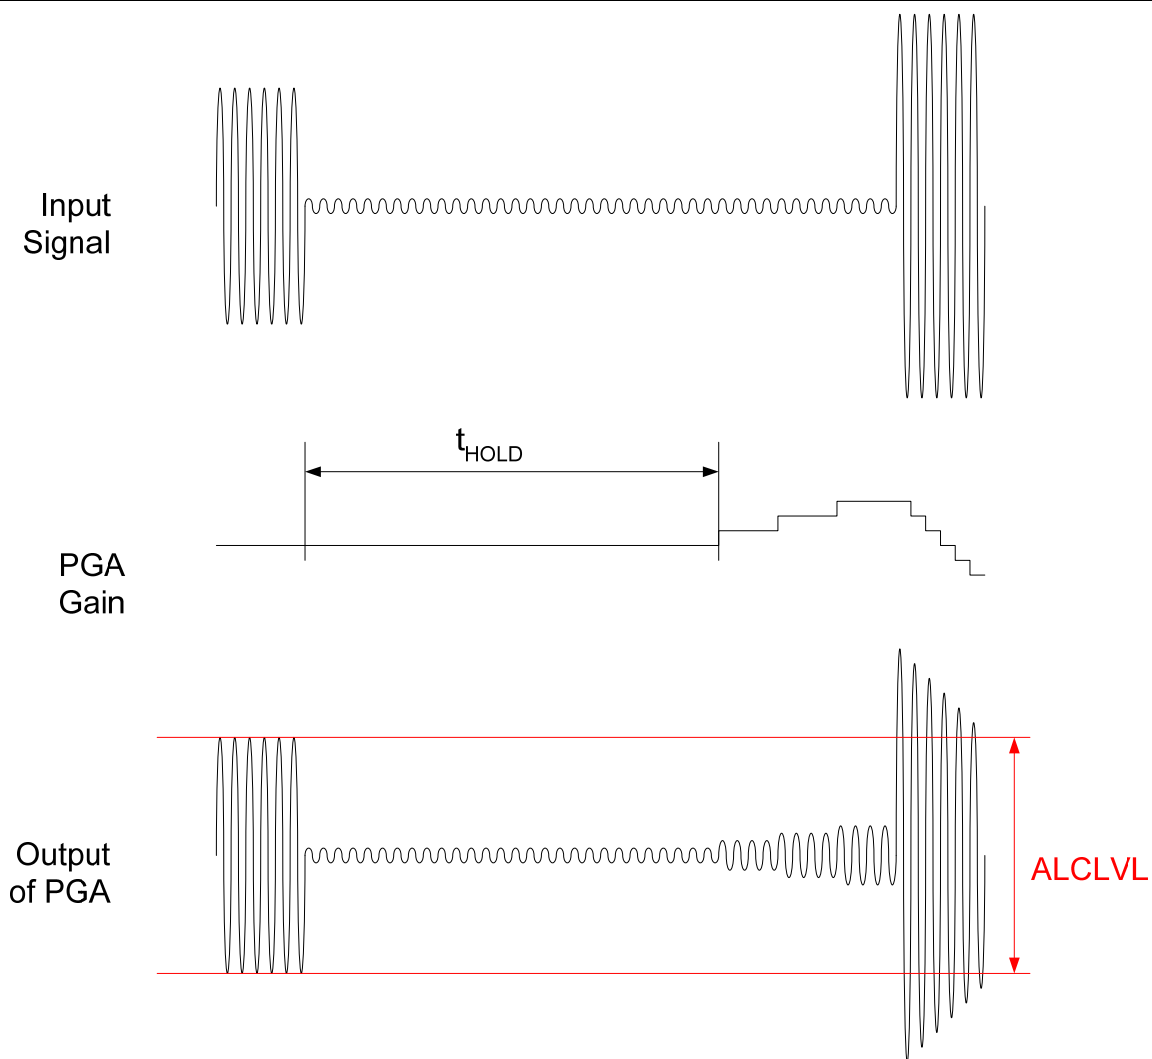 Input
Signal
tHOLD
PGA
Gain
Output
of PGA
ALCLVL